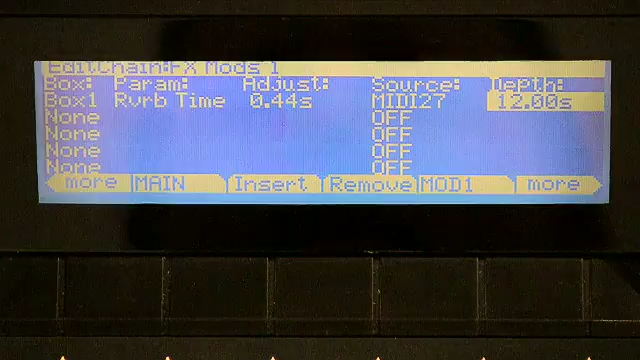 EditChain:FX Mods 1
Box: Param: Adjust: Source: Depth:
Box1 Rvrb Time 0.44s MIDI27 12.00s
None OFF
None OFF
None OFF
None OFF
more MAIN Insert Remove MOD1 more